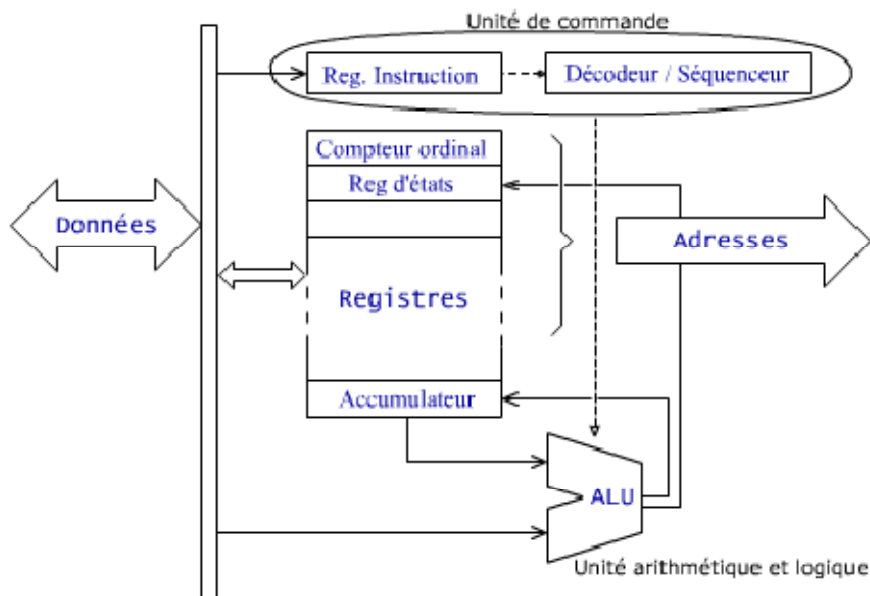 Unité de commande
Reg. Instruction
Décodeur / Séquenceur
Compteur ordinal
Reg d'états
Données
Adresses
Registres
Accumulateur
ALU
Unité arithmétique et logique